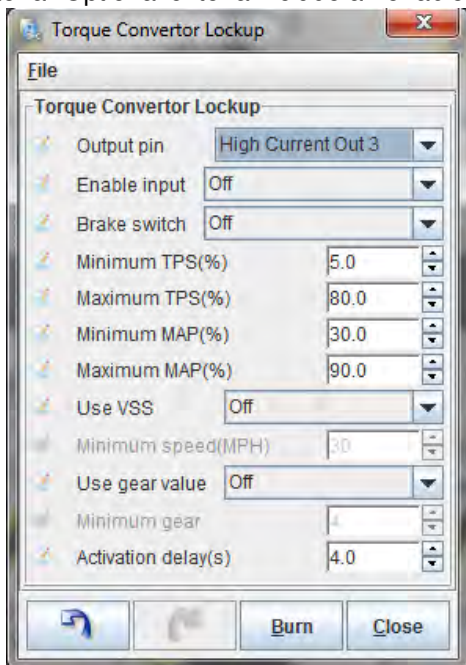 Torque Convertor Lockup
File
Torque Convertor Lockup
Output pin High Current Out 3
Enable input Off
Brake switch Off
Minimum TPS(%) 5.0
Maximum TPS(%) 80.0
Minimum MAP(%) 30.0
Maximum MAP(%) 90.0
Use VSS Off
Minimum speed(MPH) 30
Use gear value Off
Minimum gear 4
Activation delay(s) 4.0
Burn Close